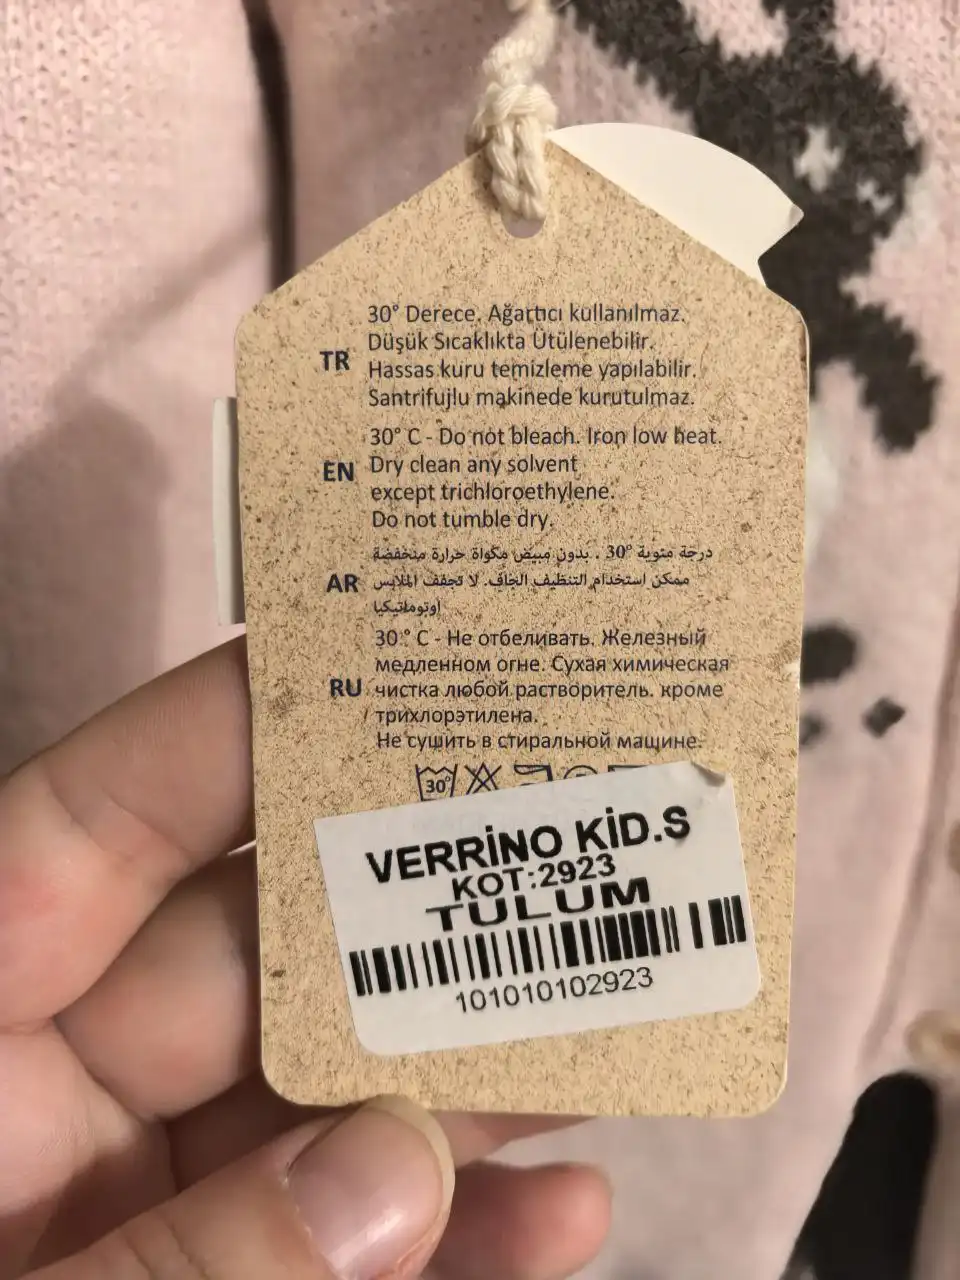 TR
30° Derece. Ağartıcı kullanılmaz.
Düşük Sıcaklıkta Ütülenebilir.
Hassas kuru temizleme yapılabilir.
Santrifujlu makinede kurutulmaz.
EN
30° C - Do not bleach. Iron low heat.
Dry clean any solvent
except trichloroethylene.
Do not tumble dry.
AR
درجة مئوية °30 . بدون مبيض مكواة حرارة منخفضة
ممكن استخدام التنظيف الجاف. لا تجفف الملابس
اوتوماتيكيا
RU
30° C - Не отбеливать. Железный
медленном огне. Сухая химическая
чистка любой растворитель. кроме
трихлорэтилена.
Не сушить в стиральной машине.
30°
VERRİNO KİD.S
KOT:2923
TULUM
101010102923